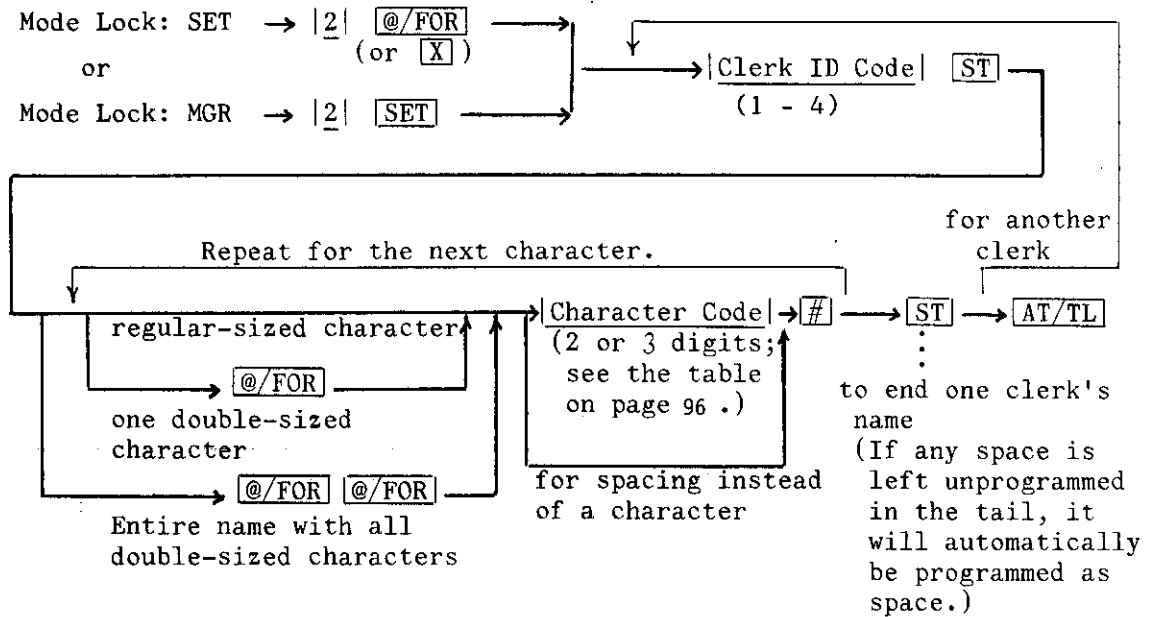 Mode Lock: SET → |2| @/FOR
(or X)
or
Mode Lock: MGR → |2| SET
|Clerk ID Code| ST
(1 - 4)
for another
clerk
Repeat for the next character.
regular-sized character
|Character Code| → # → ST → AT/TL
(2 or 3 digits;
see the table
on page 96 .)
@/FOR
one double-sized
character
@/FOR @/FOR
Entire name with all
double-sized characters
for spacing instead
of a character
to end one clerk's
name
(If any space is
left unprogrammed
in the tail, it
will automatically
be programmed as
space.)